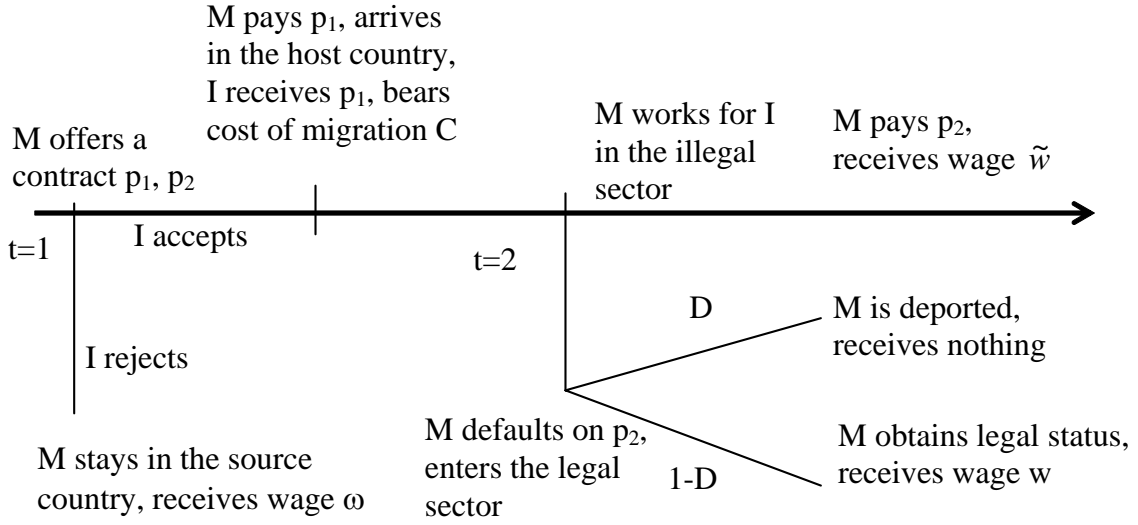 M pays p₁, arrives
in the host country,
I receives p₁, bears
cost of migration C
M offers a
contract p₁, p₂
M works for I
in the illegal
sector
M pays p₂,
receives wage w̃
t=1
I accepts
t=2
I rejects
D
M is deported,
receives nothing
M stays in the source
country, receives wage ω
M defaults on p₂,
enters the legal
sector
1-D
M obtains legal status,
receives wage w